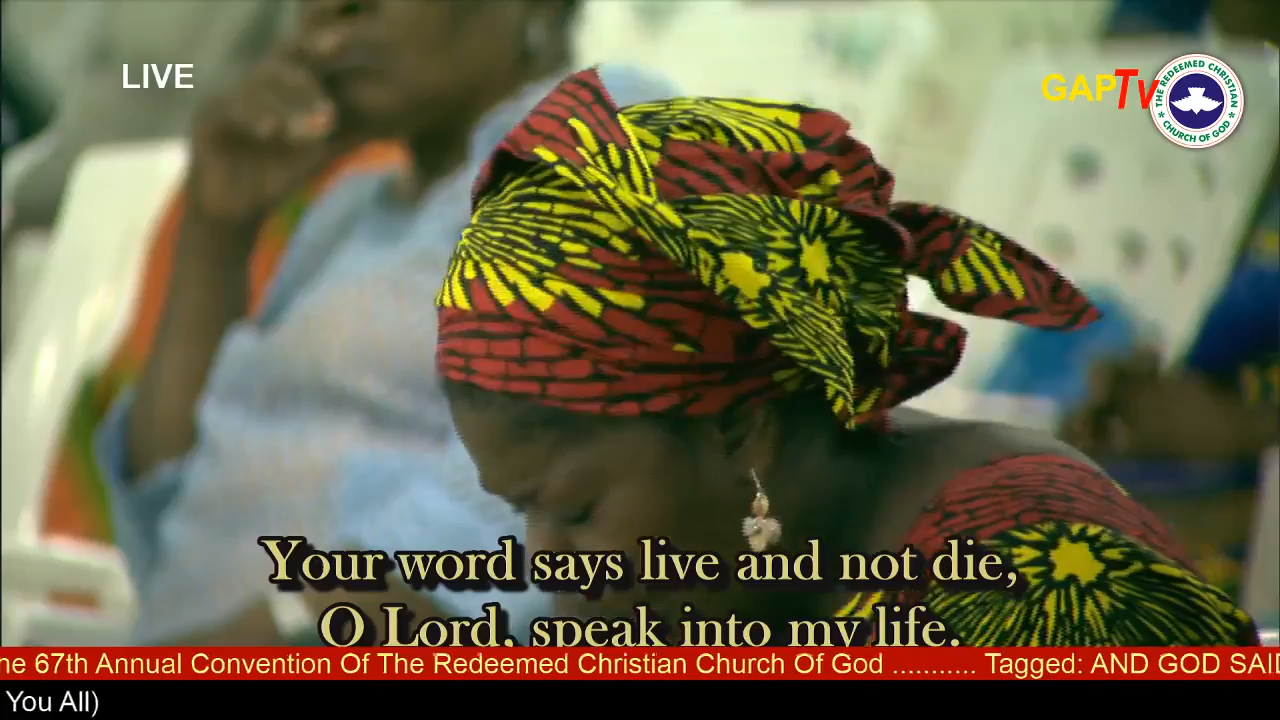 LIVE
GAPTv
THE REDEEMED CHRISTIAN
CHURCH OF GOD
Your word says live and not die,
O Lord, speak into my life.
he 67th Annual Convention Of The Redeemed Christian Church Of God ........... Tagged: AND GOD SAID
You All)